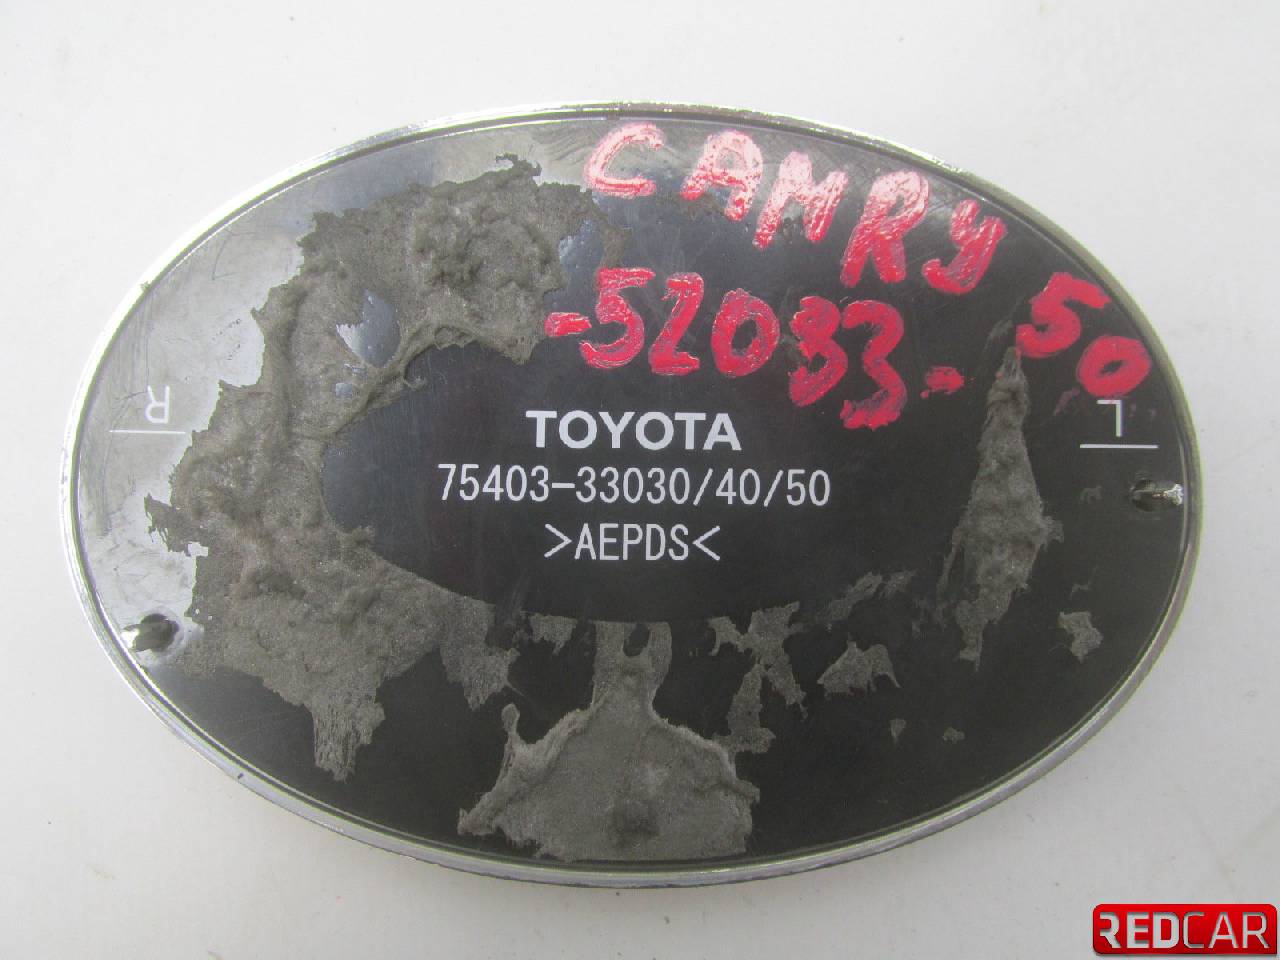 CAMRY 50
-52083-
TOYOTA
75403-33030/40/50
>AEPDS<
R
L
REDCAR